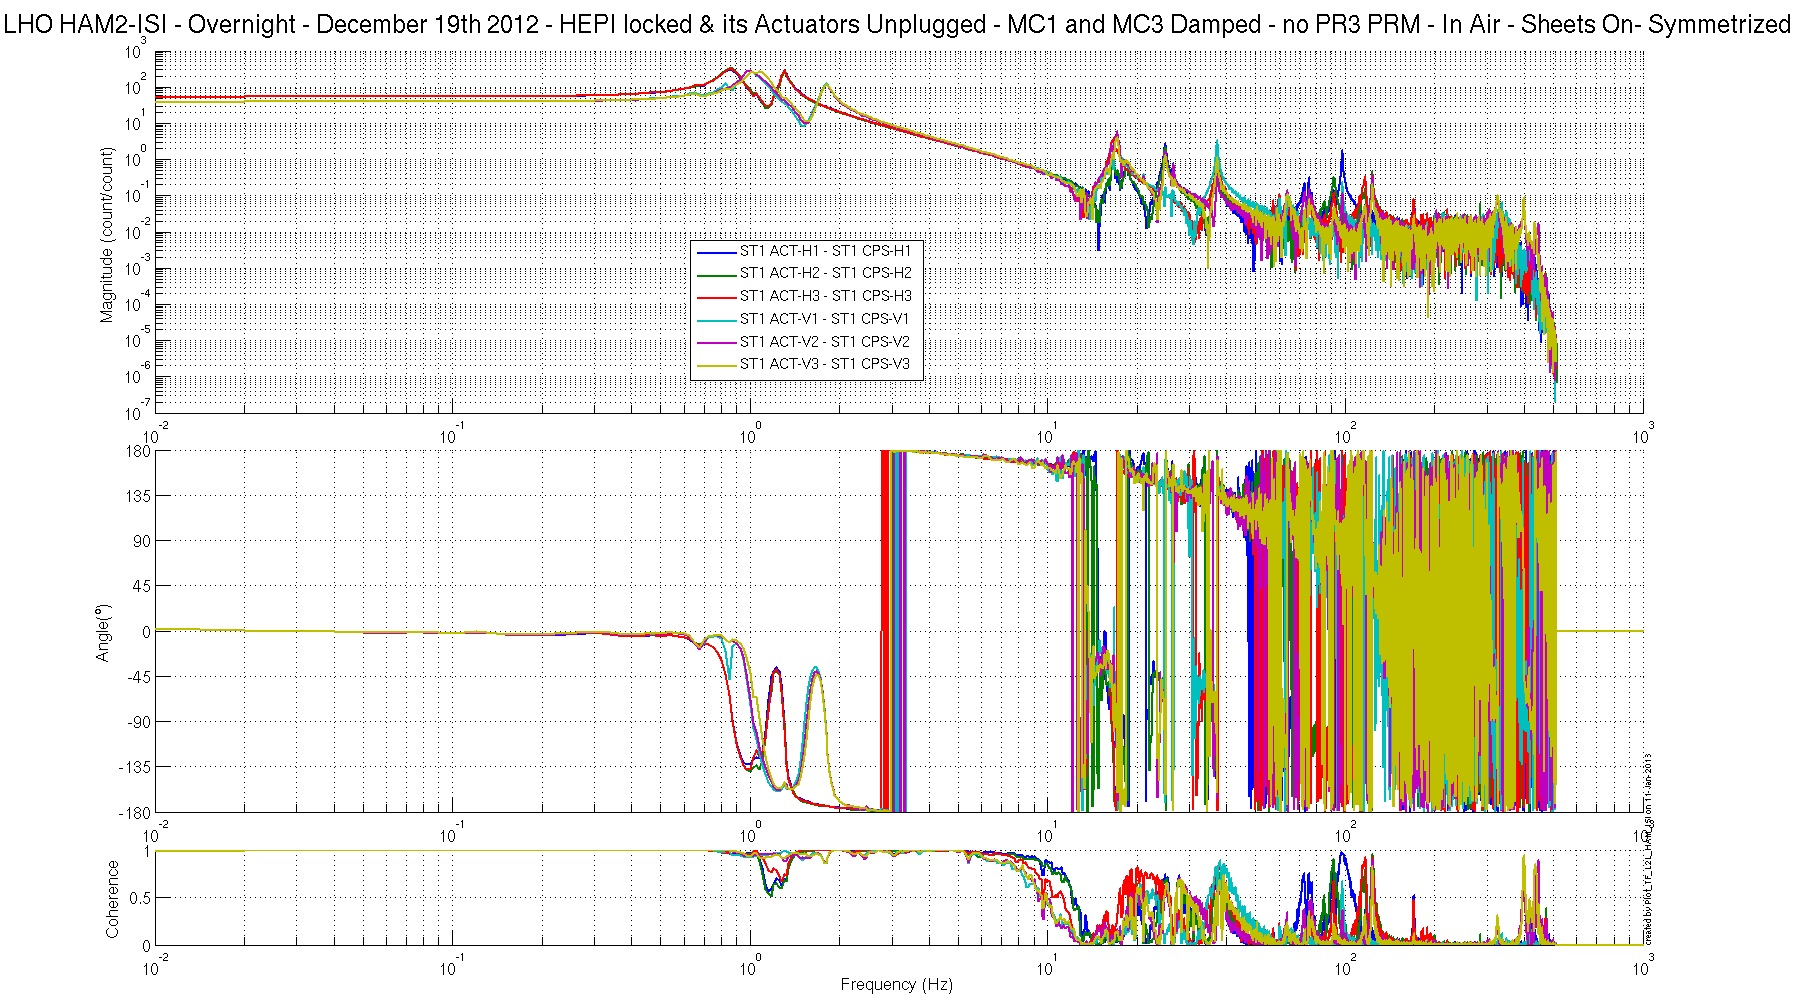 LHO HAM2-ISI - Overnight - December 19th 2012 - HEPI locked & its Actuators Unplugged - MC1 and MC3 Damped - no PR3 PRM - In Air - Sheets On- Symmetrized
Magnitude (count/count)
10^3
10^2
10^1
10^0
10^-1
10^-2
10^-3
10^-4
10^-5
10^-6
10^-7
ST1 ACT-H1 - ST1 CPS-H1
ST1 ACT-H2 - ST1 CPS-H2
ST1 ACT-H3 - ST1 CPS-H3
ST1 ACT-V1 - ST1 CPS-V1
ST1 ACT-V2 - ST1 CPS-V2
ST1 ACT-V3 - ST1 CPS-V3
10^-2 10^-1 10^0 10^1 10^2 10^3
Angle(°)
180
135
90
45
0
-45
-90
-135
-180
10^-2 10^-1 10^0 10^1 10^2 10^3
Coherence
1
0.5
0
10^-2 10^-1 10^0 10^1 10^2 10^3
Frequency (Hz)
created by Plot_TF_L2L_HAM_ISI on 11-Jan-2013